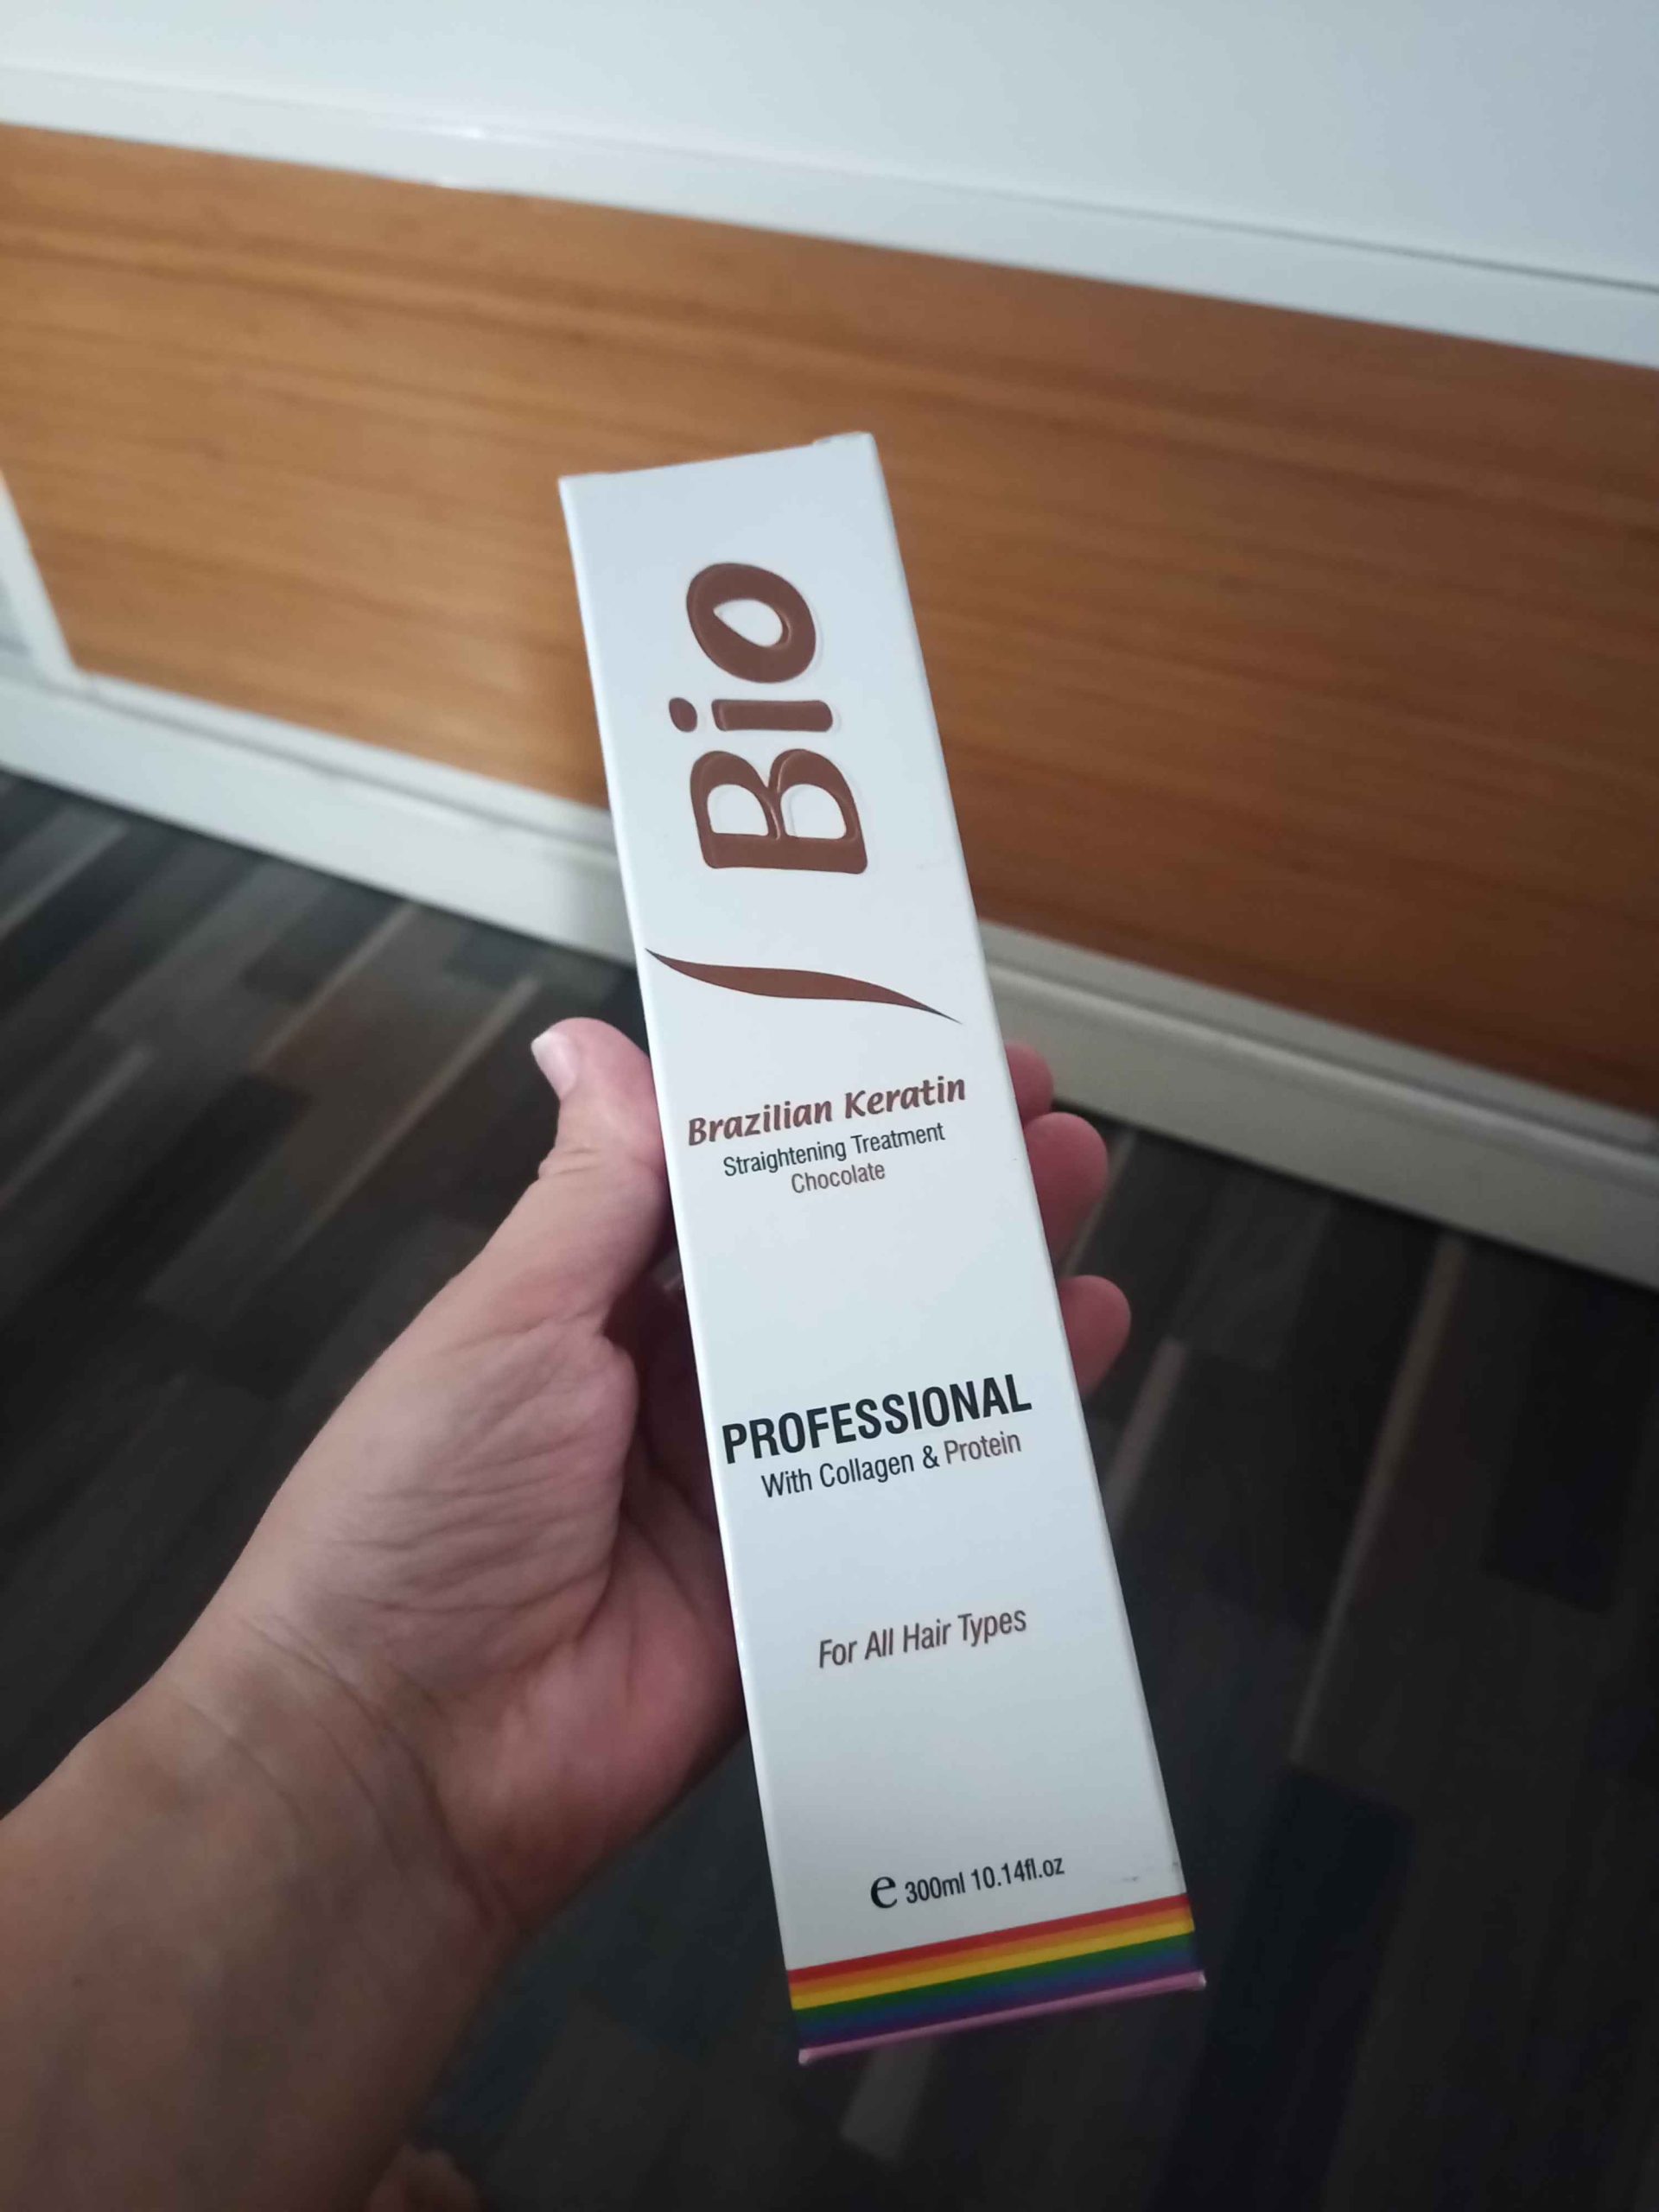 Bio
Brazilian Keratin
Straightening Treatment
Chocolate
PROFESSIONAL
With Collagen & Protein
For All Hair Types
e 300ml 10.14fl.oz